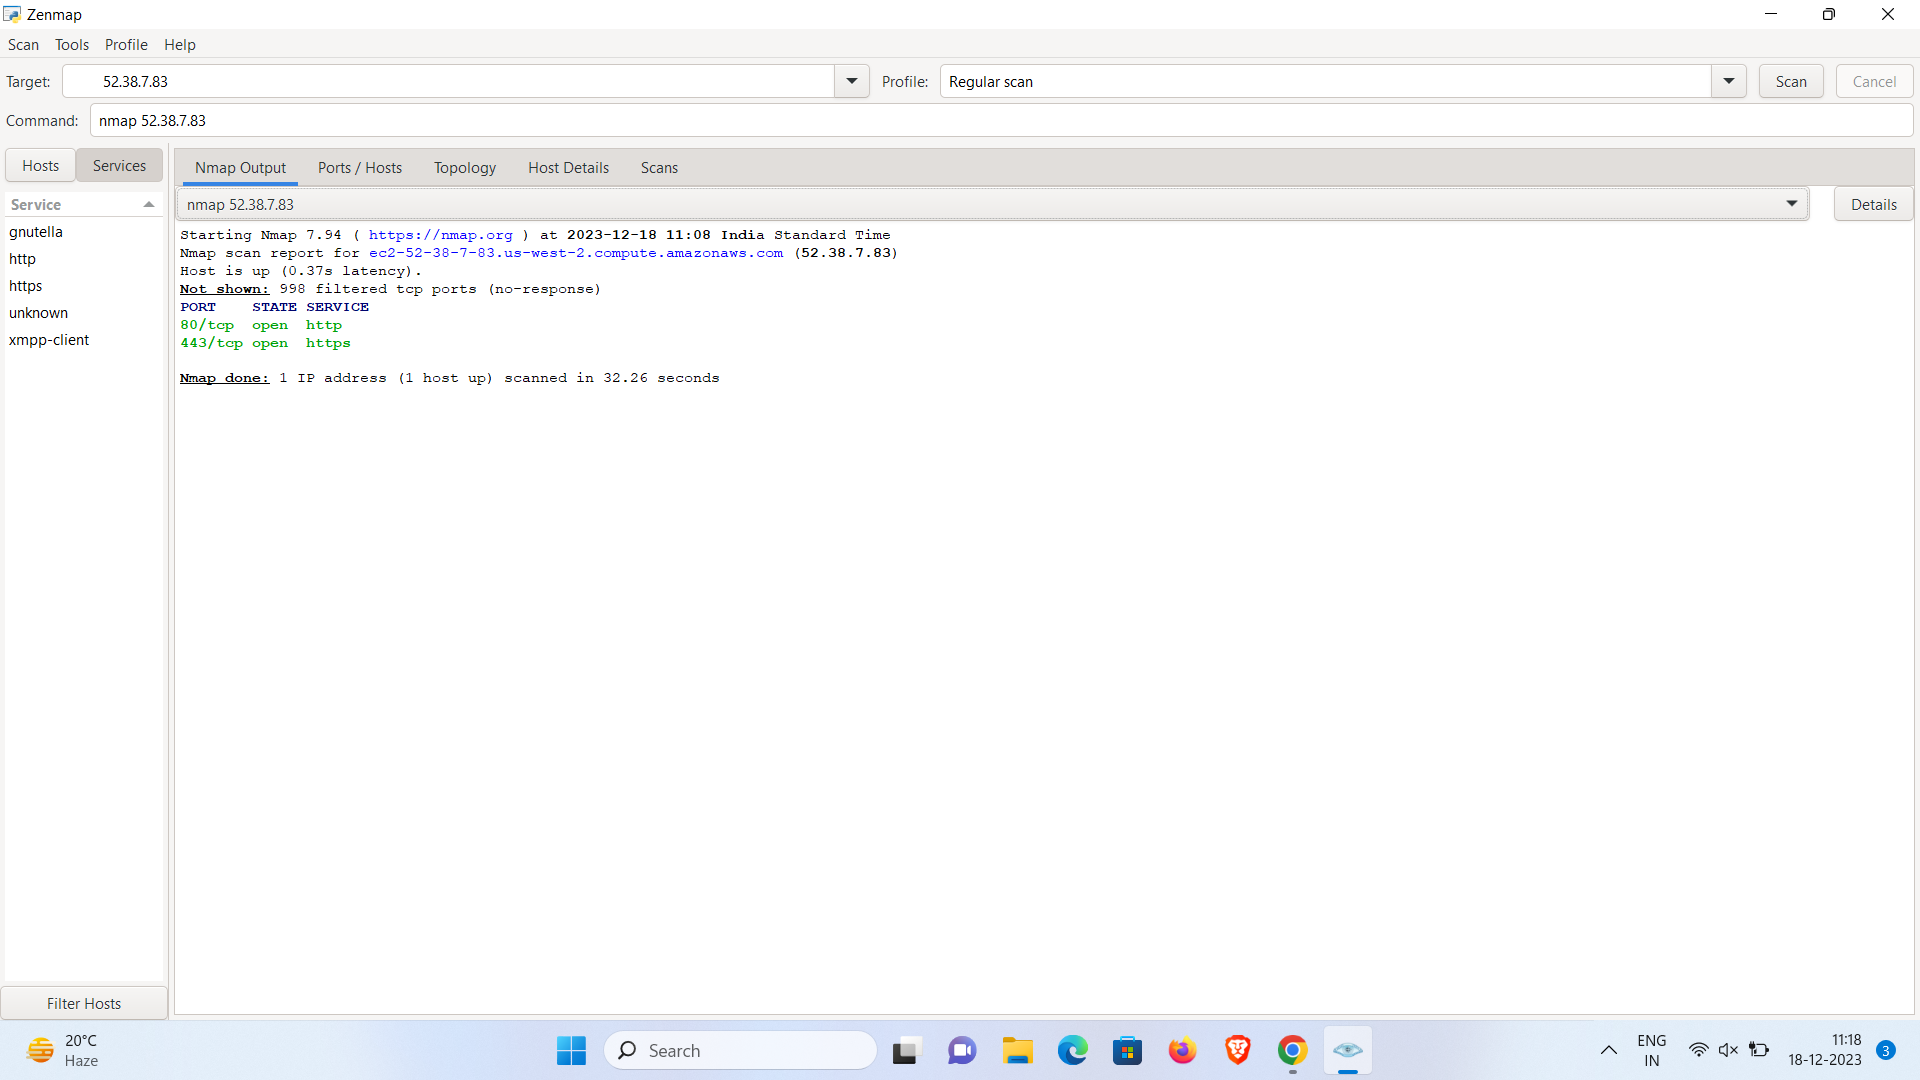 Zenmap
Scan Tools Profile Help
Target: 52.38.7.83 Profile: Regular scan Scan Cancel
Command: nmap 52.38.7.83
Hosts Services
Nmap Output Ports / Hosts Topology Host Details Scans
Service
gnutella
http
https
unknown
xmpp-client
Filter Hosts
nmap 52.38.7.83 Details
Starting Nmap 7.94 ( https://nmap.org ) at 2023-12-18 11:08 India Standard Time
Nmap scan report for ec2-52-38-7-83.us-west-2.compute.amazonaws.com (52.38.7.83)
Host is up (0.37s latency).
Not shown: 998 filtered tcp ports (no-response)
PORT STATE SERVICE
80/tcp open http
443/tcp open https
Nmap done: 1 IP address (1 host up) scanned in 32.26 seconds
20°C
Haze
Search
ENG
IN
11:18
18-12-2023
3